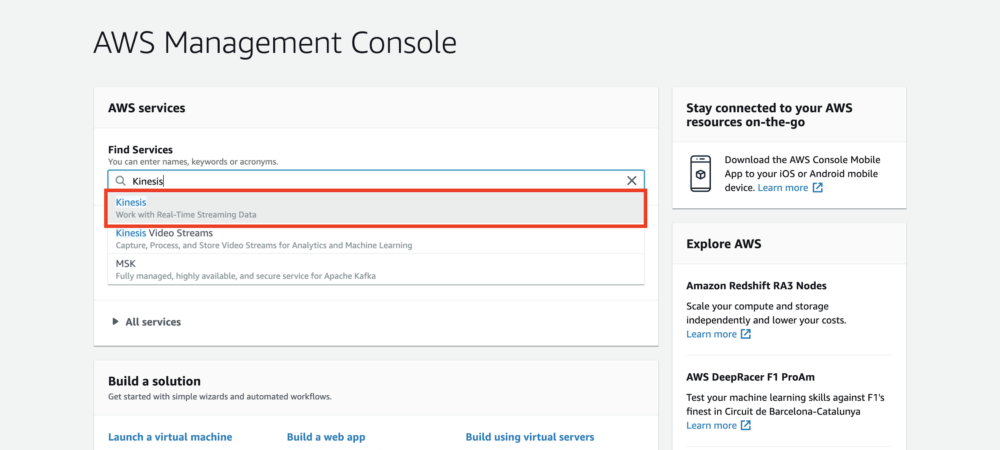 AWS Management Console
AWS services
Find Services
You can enter names, keywords or acronyms.
Kinesis
Kinesis
Work with Real-Time Streaming Data
Kinesis Video Streams
Capture, Process, and Store Video Streams for Analytics and Machine Learning
MSK
Fully managed, highly available, and secure service for Apache Kafka
All services
Build a solution
Get started with simple wizards and automated workflows.
Launch a virtual machine
Build a web app
Build using virtual servers
Stay connected to your AWS
resources on-the-go
Download the AWS Console Mobile
App to your iOS or Android mobile
device. Learn more
Explore AWS
Amazon Redshift RA3 Nodes
Scale your compute and storage
independently and lower your costs.
Learn more
AWS DeepRacer F1 ProAm
Test your machine learning skills against F1's
finest in Circuit de Barcelona-Catalunya
Learn more